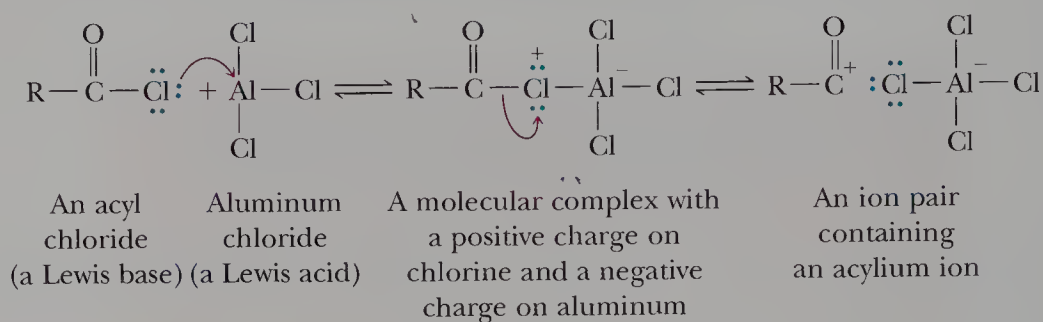 O Cl O Cl O Cl
R—C—Cl: + Al—Cl ⇌ R—C—Cl⁺—Al⁻—Cl ⇌ R—C⁺ :Cl—Al⁻—Cl
Cl Cl Cl
An acyl Aluminum A molecular complex with An ion pair
chloride chloride a positive charge on containing
(a Lewis base) (a Lewis acid) chlorine and a negative an acylium ion
charge on aluminum